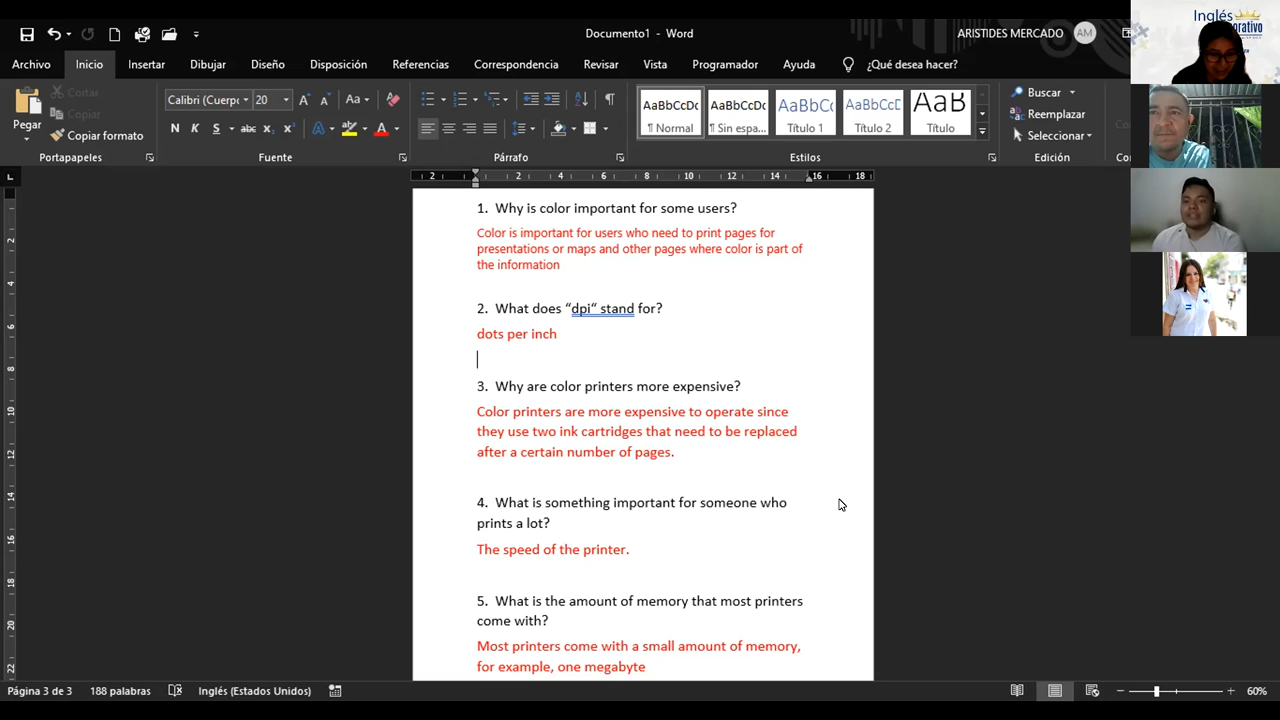 Documento1 - Word
ARISTIDES MERCADO
AM
Archivo
Inicio
Insertar
Dibujar
Diseño
Disposición
Referencias
Correspondencia
Revisar
Vista
Programador
Ayuda
¿Qué desea hacer?
Pegar
Cortar
Copiar
Copiar formato
Portapapeles
Calibri (Cuerpo
20
Fuente
Párrafo
AaBbCcDc
¶ Normal
AaBbCcDc
¶ Sin espa...
AaBbCc
Título 1
AaBbCcD
Título 2
AaB
Título
Estilos
Buscar
Reemplazar
Seleccionar
Edición
Inglés
1. Why is color important for some users?
Color is important for users who need to print pages for
presentations or maps and other pages where color is part of
the information
2. What does “dpi“ stand for?
dots per inch
3. Why are color printers more expensive?
Color printers are more expensive to operate since
they use two ink cartridges that need to be replaced
after a certain number of pages.
4. What is something important for someone who
prints a lot?
The speed of the printer.
5. What is the amount of memory that most printers
come with?
Most printers come with a small amount of memory,
for example, one megabyte
Página 3 de 3
188 palabras
Inglés (Estados Unidos)
60%